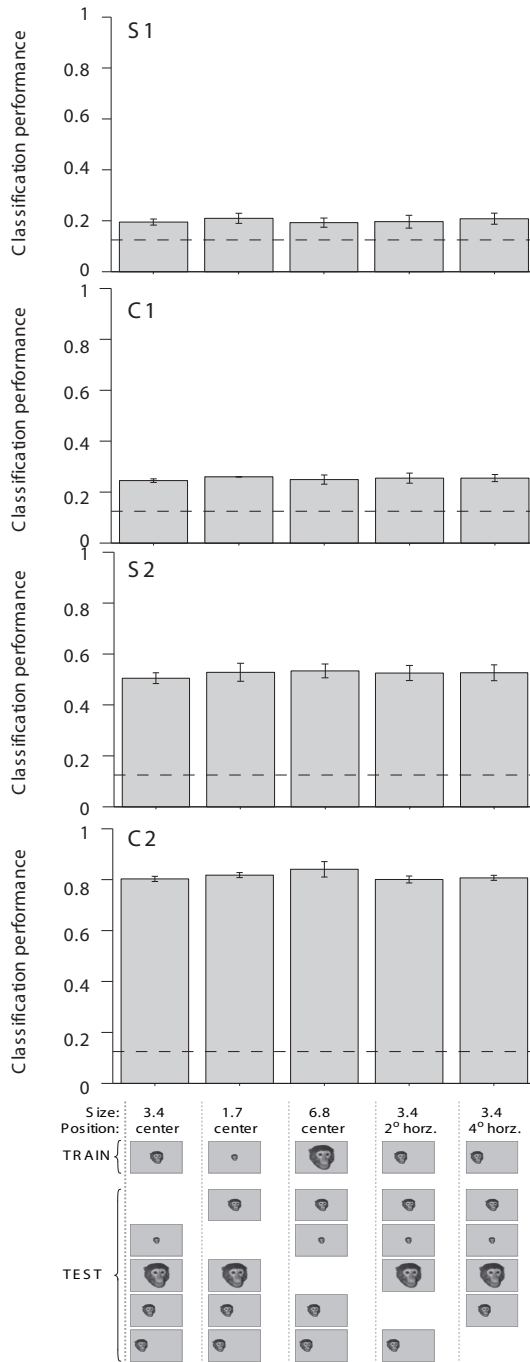 S1
Classification performance
1
0.8
0.6
0.4
0.2
0
C1
Classification performance
1
0.8
0.6
0.4
0.2
0
S2
Classification performance
1
0.8
0.6
0.4
0.2
0
C2
Classification performance
1
0.8
0.6
0.4
0.2
0
Size: 3.4 1.7 6.8 3.4 3.4
Position: center center center 2° horz. 4° horz.
TRAIN
TEST